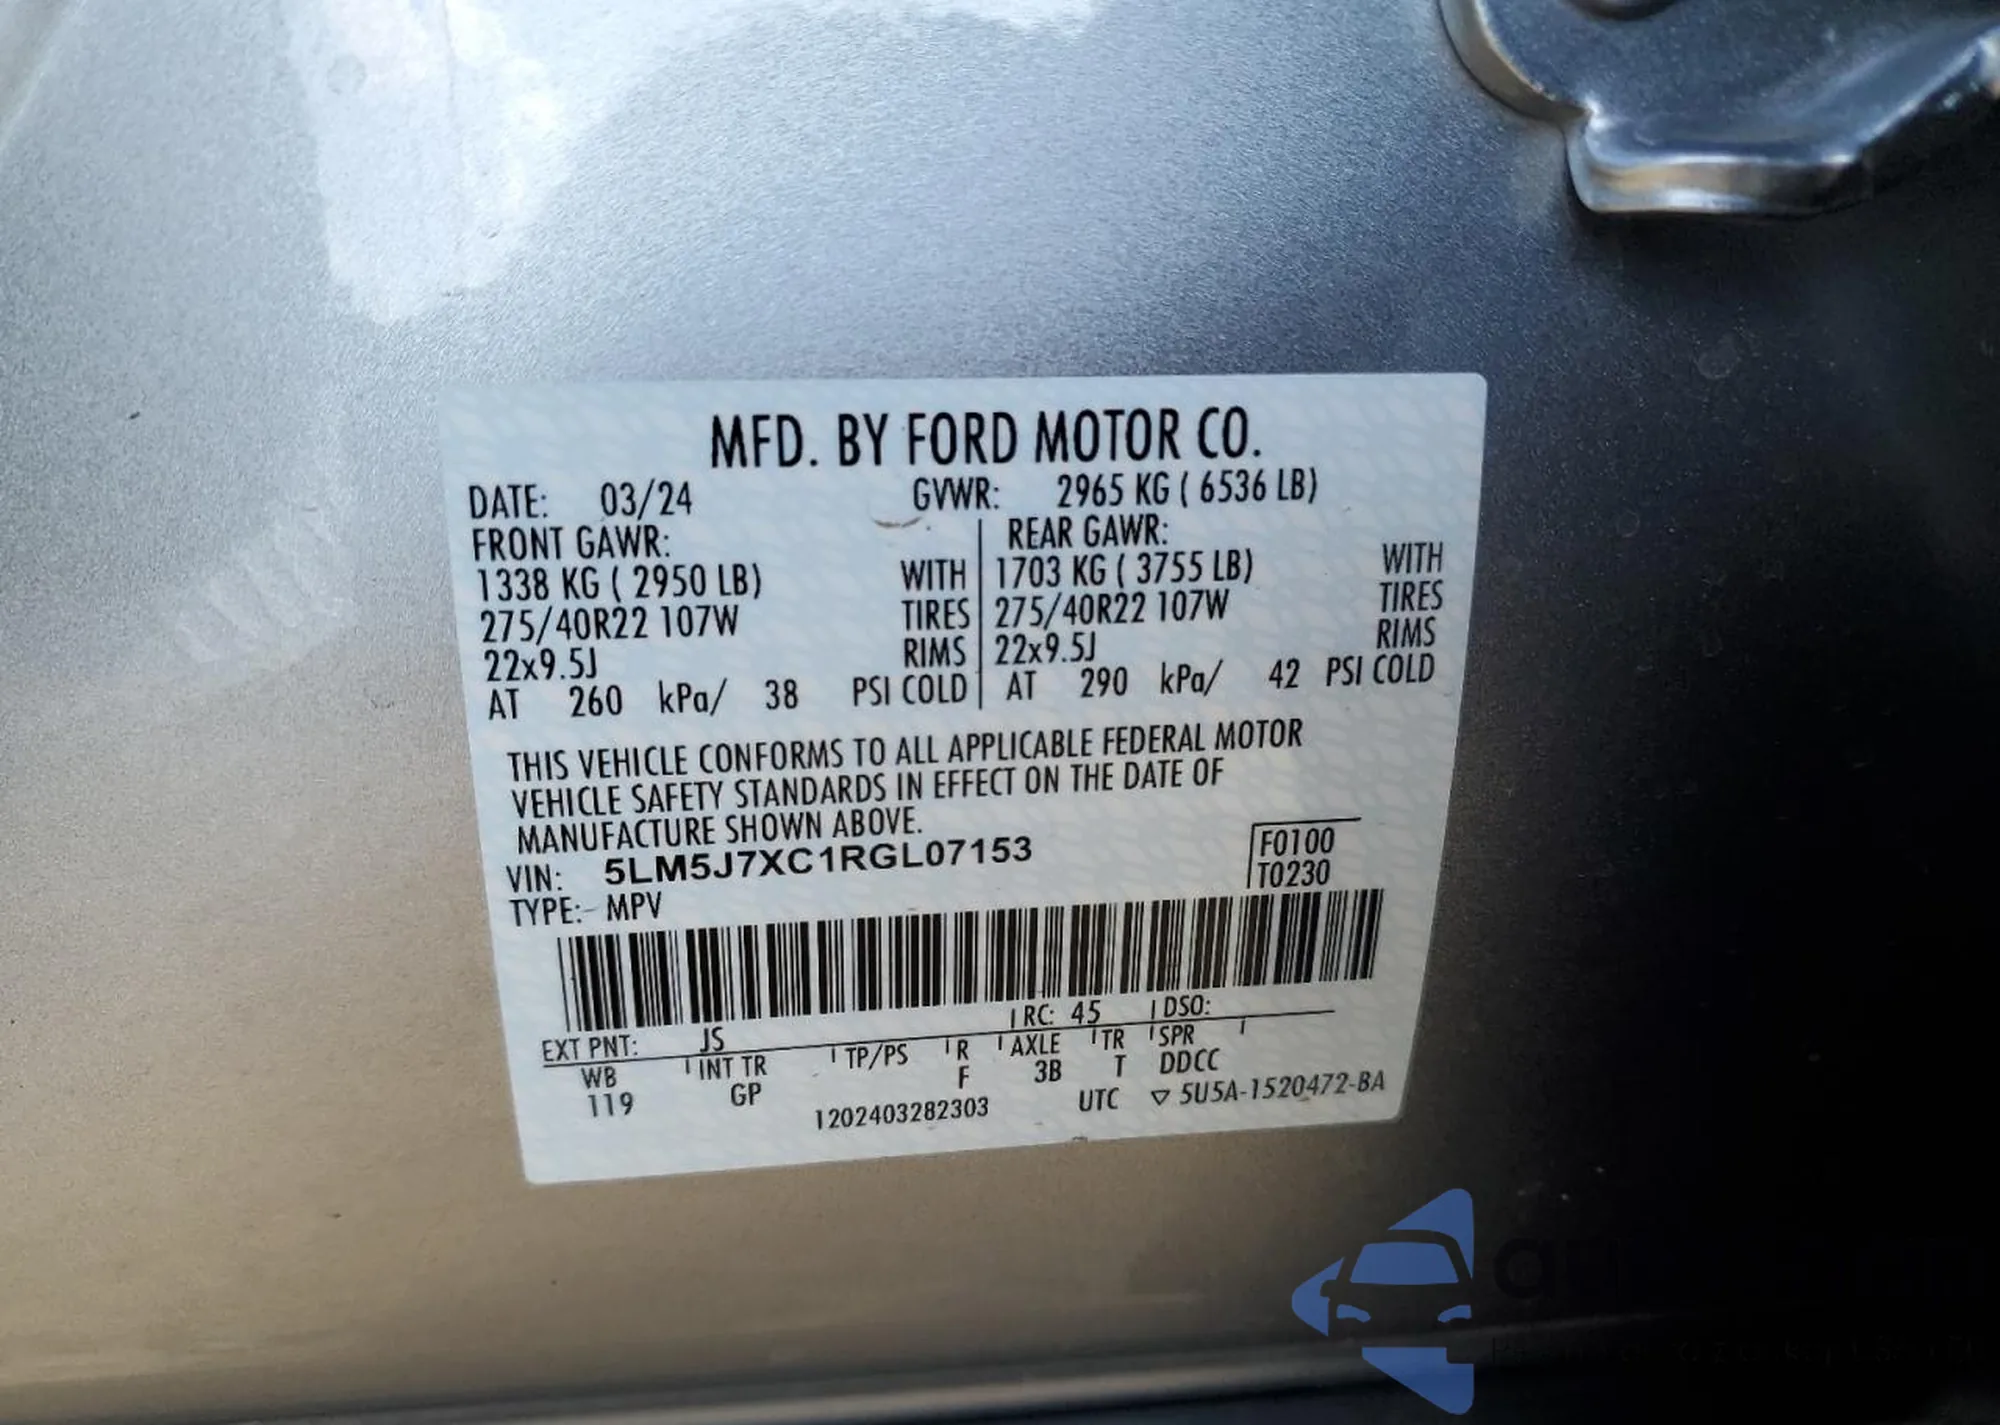 MFD. BY FORD MOTOR CO.
DATE: 03/24 GVWR: 2965 KG ( 6536 LB)
FRONT GAWR: REAR GAWR:
1338 KG ( 2950 LB) WITH 1703 KG ( 3755 LB) WITH
275/40R22 107W TIRES 275/40R22 107W TIRES
22x9.5J RIMS 22x9.5J RIMS
AT 260 kPa/ 38 PSI COLD AT 290 kPa/ 42 PSI COLD
THIS VEHICLE CONFORMS TO ALL APPLICABLE FEDERAL MOTOR
VEHICLE SAFETY STANDARDS IN EFFECT ON THE DATE OF
MANUFACTURE SHOWN ABOVE.
VIN: 5LM5J7XC1RGL07153 F0100
TYPE: MPV T0230
EXT PNT: JS RC: 45 DSO:
WB INT TR TP/PS R AXLE TR SPR
119 GP F 3B T DDCC
1202403282303 UTC ▽ 5U5A-1520472-BA